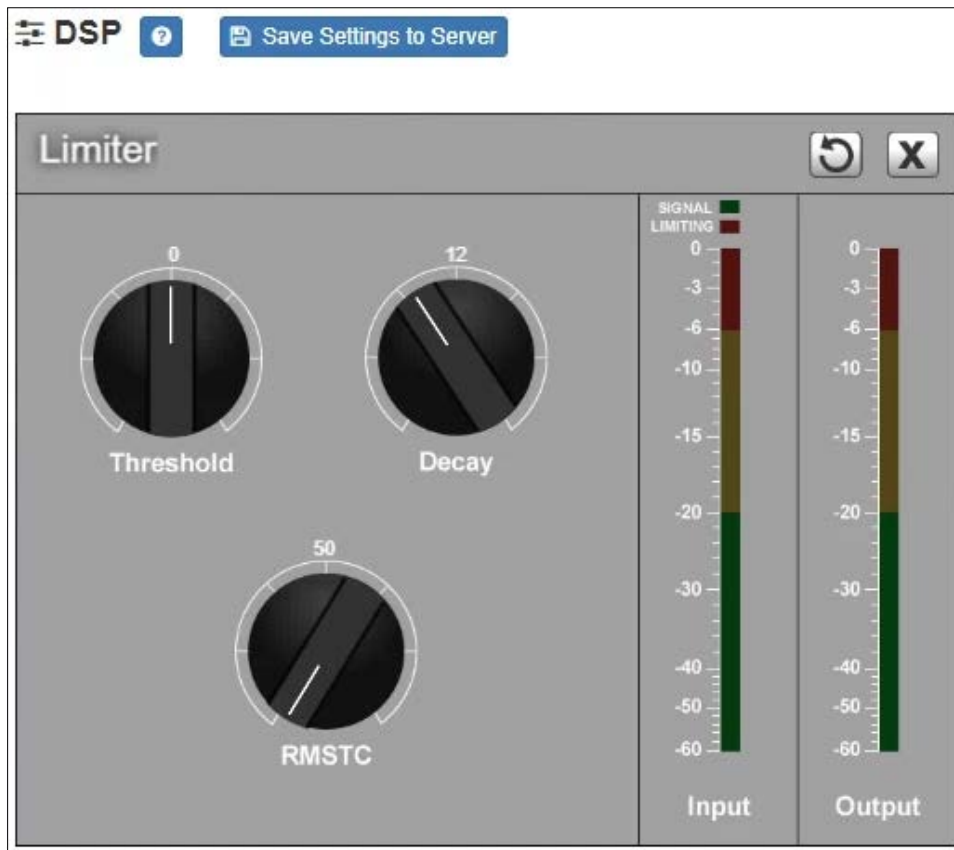 DSP ? Save Settings to Server
Limiter X
SIGNAL
LIMITING
0 12
Threshold Decay
50
RMSTC
0 0
-3 -3
-6 -6
-10 -10
-15 -15
-20 -20
-30 -30
-40 -40
-50 -50
-60 -60
Input Output